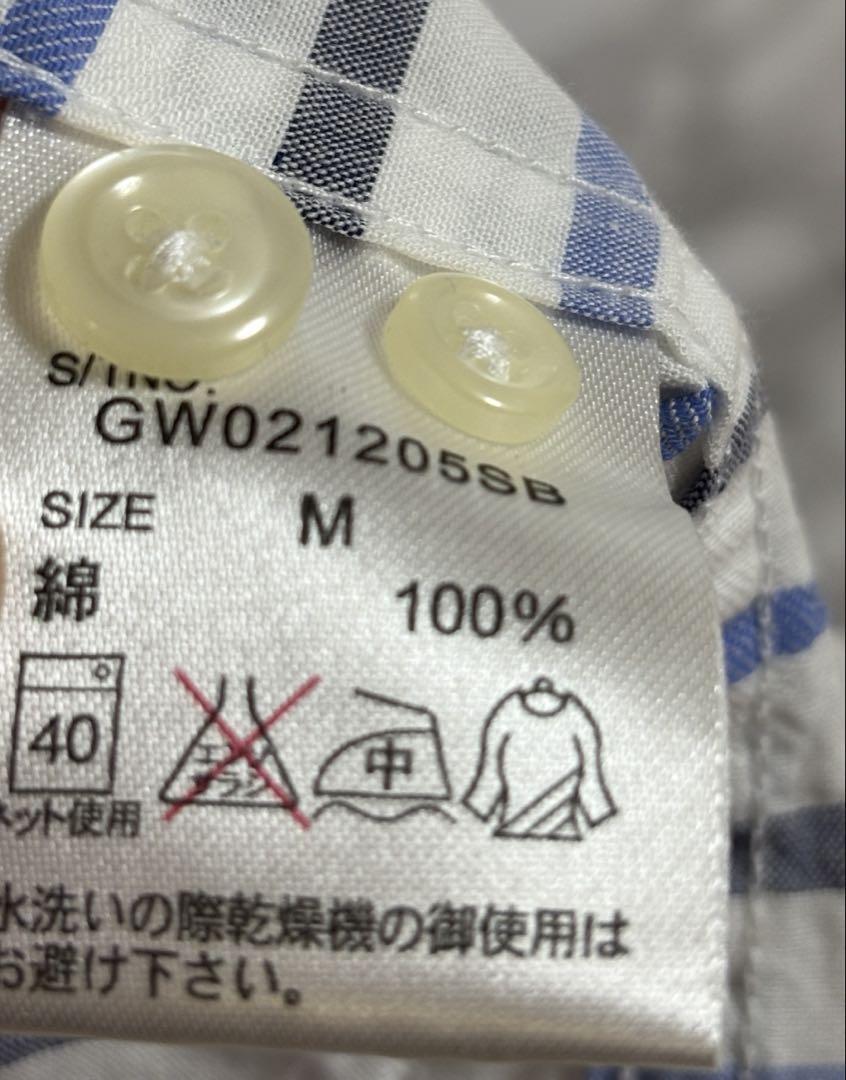 GW021205SB
SIZE M
綿 100%
40
中
ネット使用
水洗いの際乾燥機の御使用は
お避け下さい。